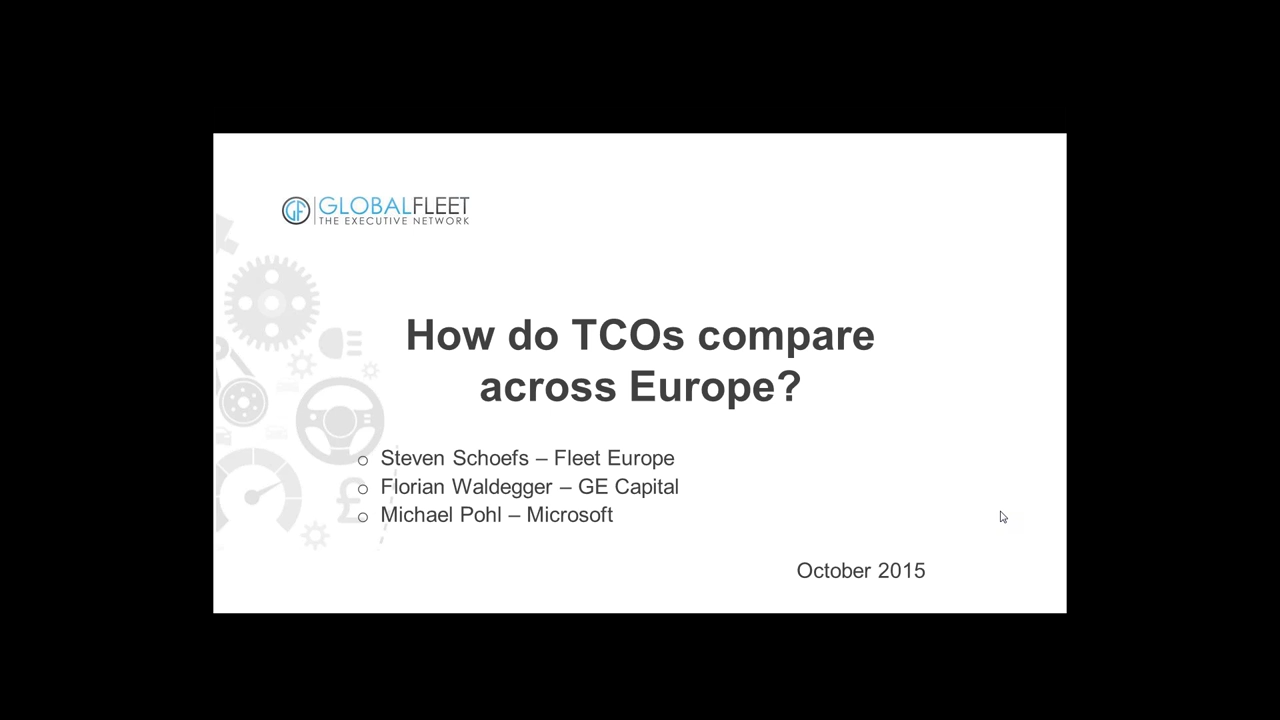 GF GLOBALFLEET
THE EXECUTIVE NETWORK
How do TCOs compare
across Europe?
Steven Schoefs – Fleet Europe
Florian Waldegger – GE Capital
Michael Pohl – Microsoft
October 2015